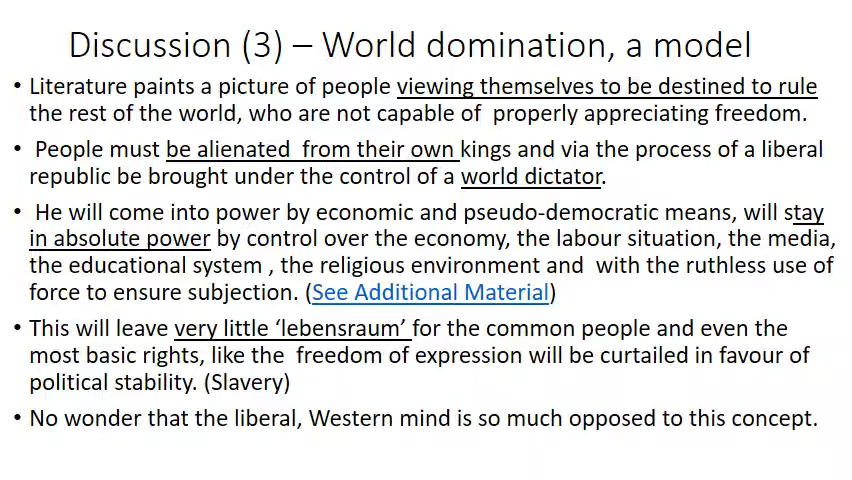 Discussion (3) – World domination, a model
• Literature paints a picture of people viewing themselves to be destined to rule
the rest of the world, who are not capable of  properly appreciating freedom.
•  People must be alienated  from their own kings and via the process of a liberal
republic be brought under the control of a world dictator.
•  He will come into power by economic and pseudo-democratic means, will stay
in absolute power by control over the economy, the labour situation, the media,
the educational system , the religious environment and  with the ruthless use of
force to ensure subjection. (See Additional Material)
• This will leave very little ‘lebensraum’ for the common people and even the
most basic rights, like the  freedom of expression will be curtailed in favour of
political stability. (Slavery)
• No wonder that the liberal, Western mind is so much opposed to this concept.